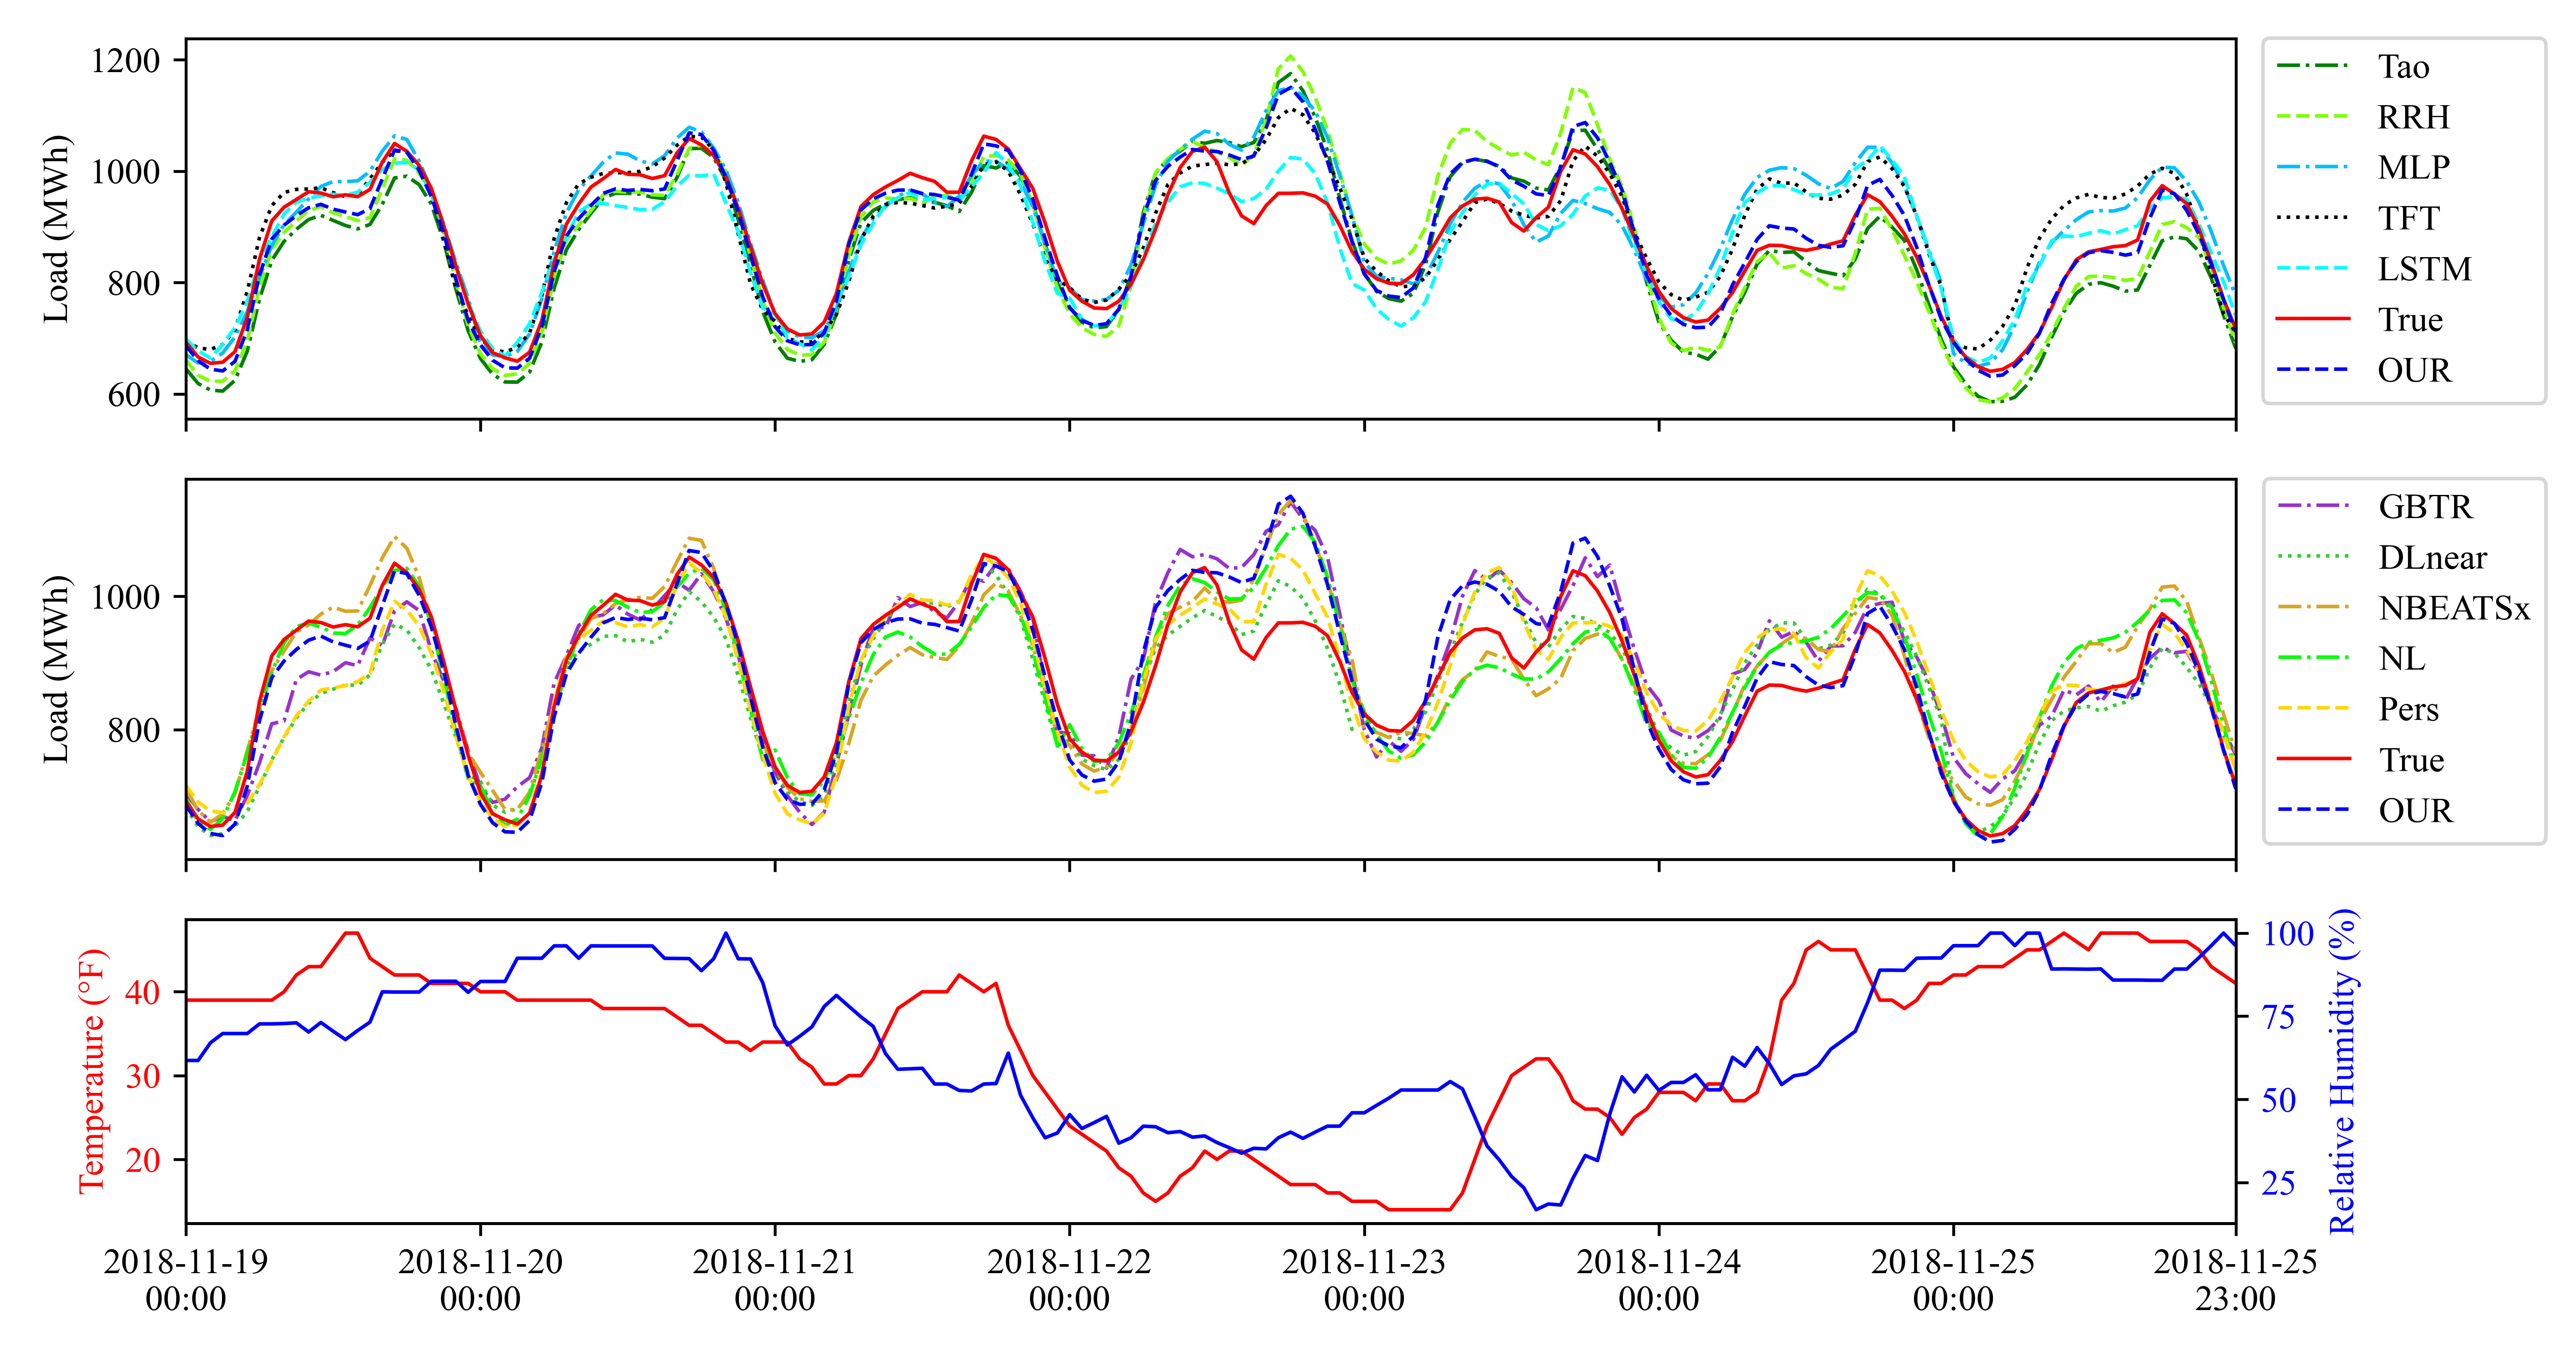 Load (MWh)
1200
1000
800
600
Tao
RRH
MLP
TFT
LSTM
True
OUR
Load (MWh)
1000
800
GBTR
DLnear
NBEATSx
NL
Pers
True
OUR
Temperature (°F)
40
30
20
100
75
50
25
Relative Humidity (%)
2018-11-19
00:00
2018-11-20
00:00
2018-11-21
00:00
2018-11-22
00:00
2018-11-23
00:00
2018-11-24
00:00
2018-11-25
00:00
2018-11-25
23:00